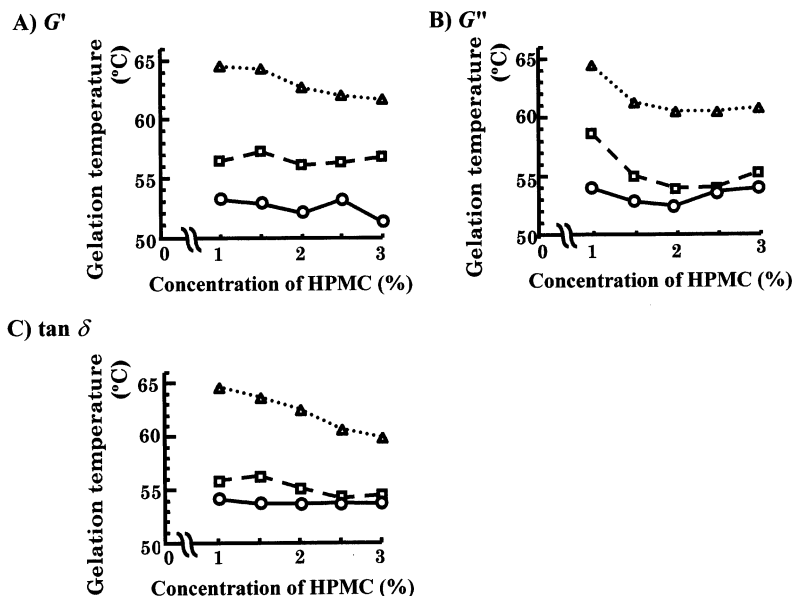 A) G'
Gelation temperature
(°C)
65
60
55
50
0
1
2
3
Concentration of HPMC (%)
B) G"
Gelation temperature
(°C)
65
60
55
50
0
1
2
3
Concentration of HPMC (%)
C) tan δ
Gelation temperature
(°C)
65
60
55
50
0
1
2
3
Concentration of HPMC (%)